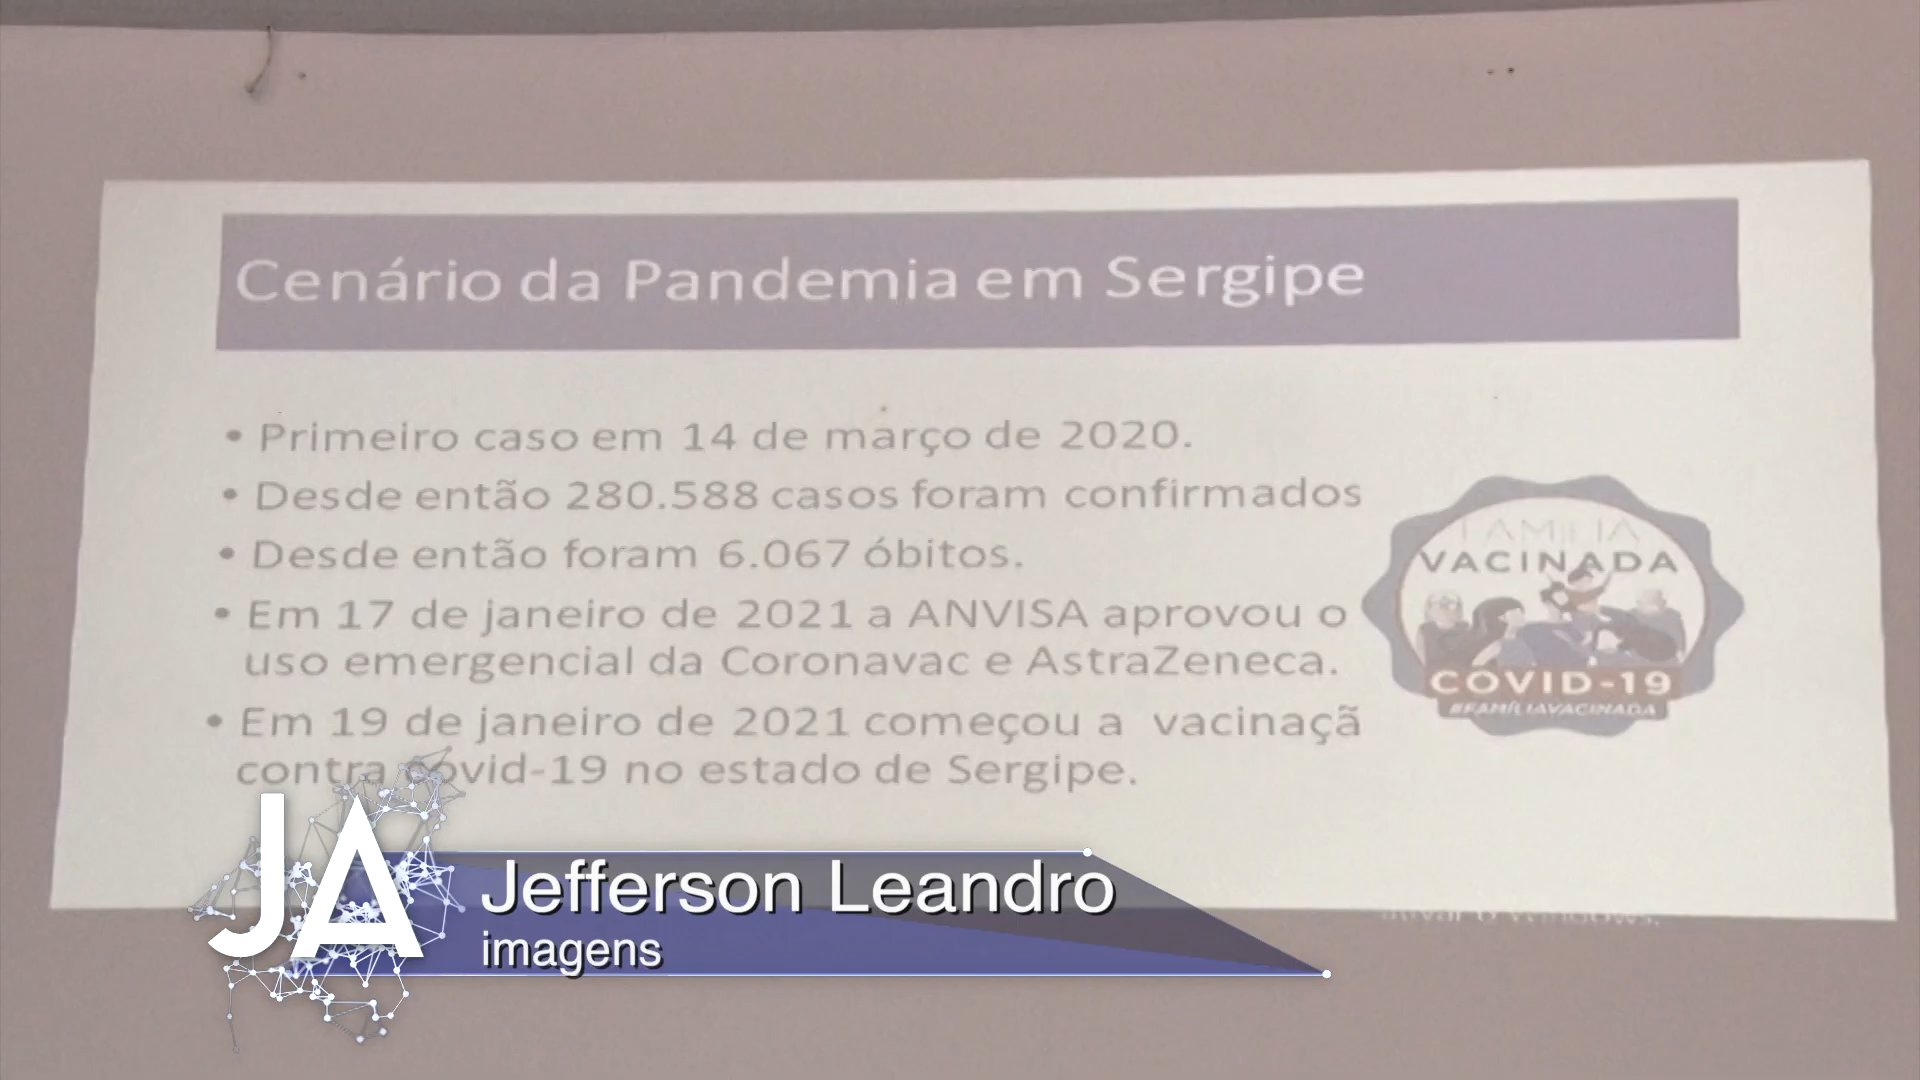 Cenário da Pandemia em Sergipe
• Primeiro caso em 14 de março de 2020.
• Desde então 280.588 casos foram confirmados
• Desde então foram 6.067 óbitos.
• Em 17 de janeiro de 2021 a ANVISA aprovou o
uso emergencial da Coronavac e AstraZeneca.
• Em 19 de janeiro de 2021 começou a vacinaçã
contra covid-19 no estado de Sergipe.
FAMÍLIA
VACINADA
COVID-19
#FAMÍLIAVACINADA
JA
Jefferson Leandro
imagens